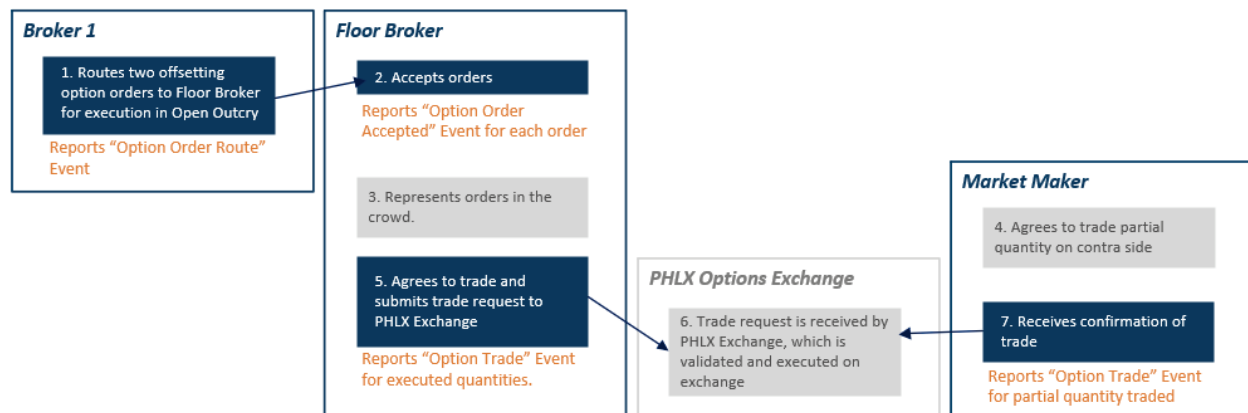 Broker 1
1. Routes two offsetting
option orders to Floor Broker
for execution in Open Outcry
Reports “Option Order Route”
Event
Floor Broker
2. Accepts orders
Reports “Option Order
Accepted” Event for each order
3. Represents orders in the
crowd.
5. Agrees to trade and
submits trade request to
PHLX Exchange
Reports “Option Trade” Event
for executed quantities.
PHLX Options Exchange
6. Trade request is received by
PHLX Exchange, which is
validated and executed on
exchange
Market Maker
4. Agrees to trade partial
quantity on contra side
7. Receives confirmation of
trade
Reports “Option Trade” Event
for partial quantity traded